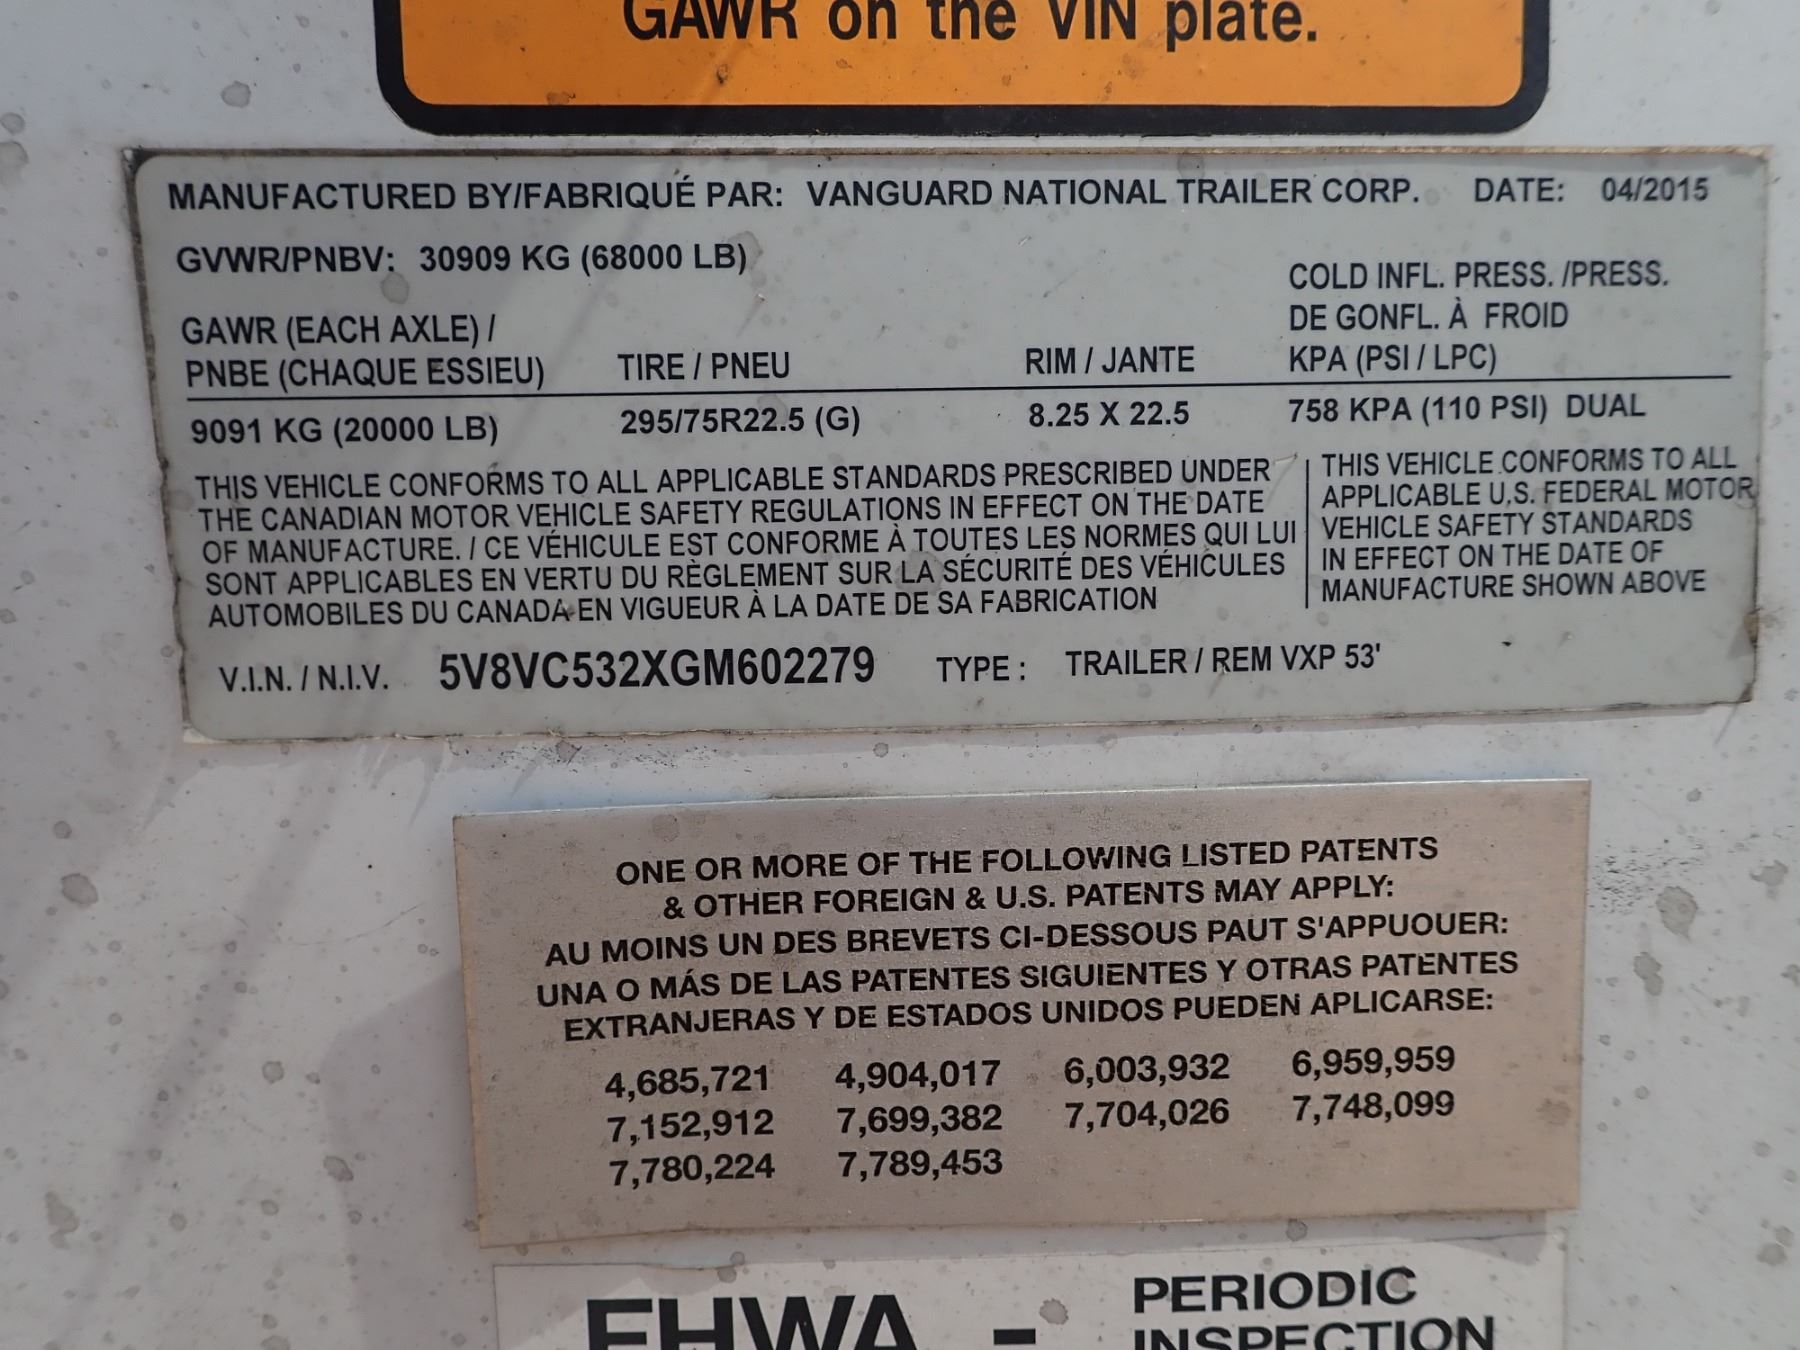 GAWR on the VIN plate.
MANUFACTURED BY/FABRIQUÉ PAR: VANGUARD NATIONAL TRAILER CORP. DATE: 04/2015
GVWR/PNBV: 30909 KG (68000 LB)
COLD INFL. PRESS. /PRESS.
GAWR (EACH AXLE) / DE GONFL. À FROID
PNBE (CHAQUE ESSIEU) TIRE / PNEU RIM / JANTE KPA (PSI / LPC)
9091 KG (20000 LB) 295/75R22.5 (G) 8.25 X 22.5 758 KPA (110 PSI) DUAL
THIS VEHICLE CONFORMS TO ALL APPLICABLE STANDARDS PRESCRIBED UNDER
THE CANADIAN MOTOR VEHICLE SAFETY REGULATIONS IN EFFECT ON THE DATE
OF MANUFACTURE. / CE VÉHICULE EST CONFORME À TOUTES LES NORMES QUI LUI
SONT APPLICABLES EN VERTU DU RÈGLEMENT SUR LA SÉCURITÉ DES VÉHICULES
AUTOMOBILES DU CANADA EN VIGUEUR À LA DATE DE SA FABRICATION
THIS VEHICLE CONFORMS TO ALL
APPLICABLE U.S. FEDERAL MOTOR
VEHICLE SAFETY STANDARDS
IN EFFECT ON THE DATE OF
MANUFACTURE SHOWN ABOVE
V.I.N. / N.I.V. 5V8VC532XGM602279 TYPE : TRAILER / REM VXP 53'
ONE OR MORE OF THE FOLLOWING LISTED PATENTS
& OTHER FOREIGN & U.S. PATENTS MAY APPLY:
AU MOINS UN DES BREVETS CI-DESSOUS PAUT S'APPUOUER:
UNA O MÁS DE LAS PATENTES SIGUIENTES Y OTRAS PATENTES
EXTRANJERAS Y DE ESTADOS UNIDOS PUEDEN APLICARSE:
4,685,721 4,904,017 6,003,932 6,959,959
7,152,912 7,699,382 7,704,026 7,748,099
7,780,224 7,789,453
FHWA - PERIODIC
INSPECTION